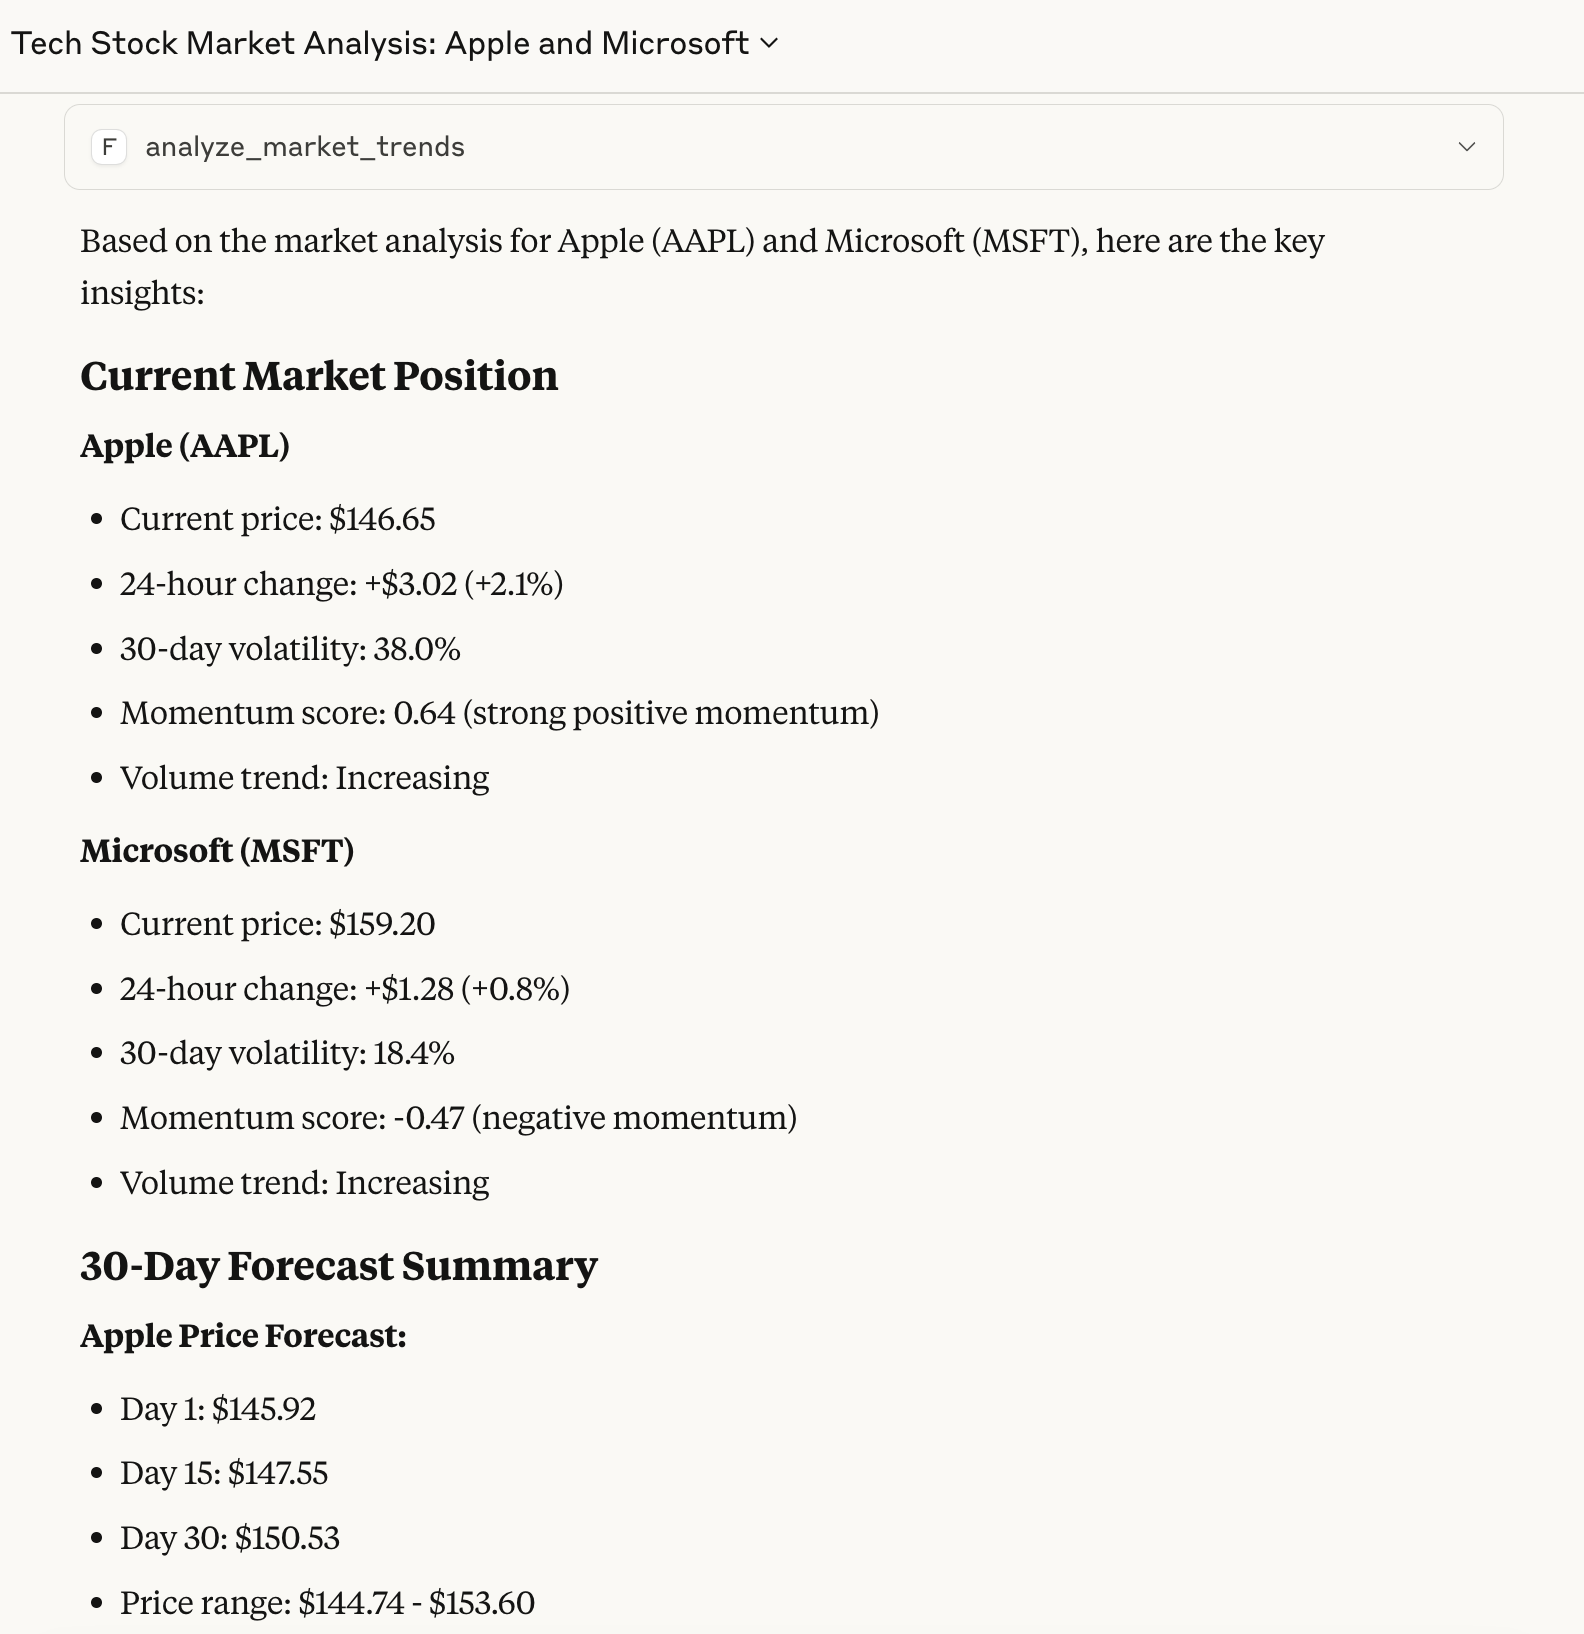 Tech Stock Market Analysis: Apple and Microsoft
F analyze_market_trends
Based on the market analysis for Apple (AAPL) and Microsoft (MSFT), here are the key
insights:
Current Market Position
Apple (AAPL)
• Current price: $146.65
• 24-hour change: +$3.02 (+2.1%)
• 30-day volatility: 38.0%
• Momentum score: 0.64 (strong positive momentum)
• Volume trend: Increasing
Microsoft (MSFT)
• Current price: $159.20
• 24-hour change: +$1.28 (+0.8%)
• 30-day volatility: 18.4%
• Momentum score: -0.47 (negative momentum)
• Volume trend: Increasing
30-Day Forecast Summary
Apple Price Forecast:
• Day 1: $145.92
• Day 15: $147.55
• Day 30: $150.53
• Price range: $144.74 - $153.60